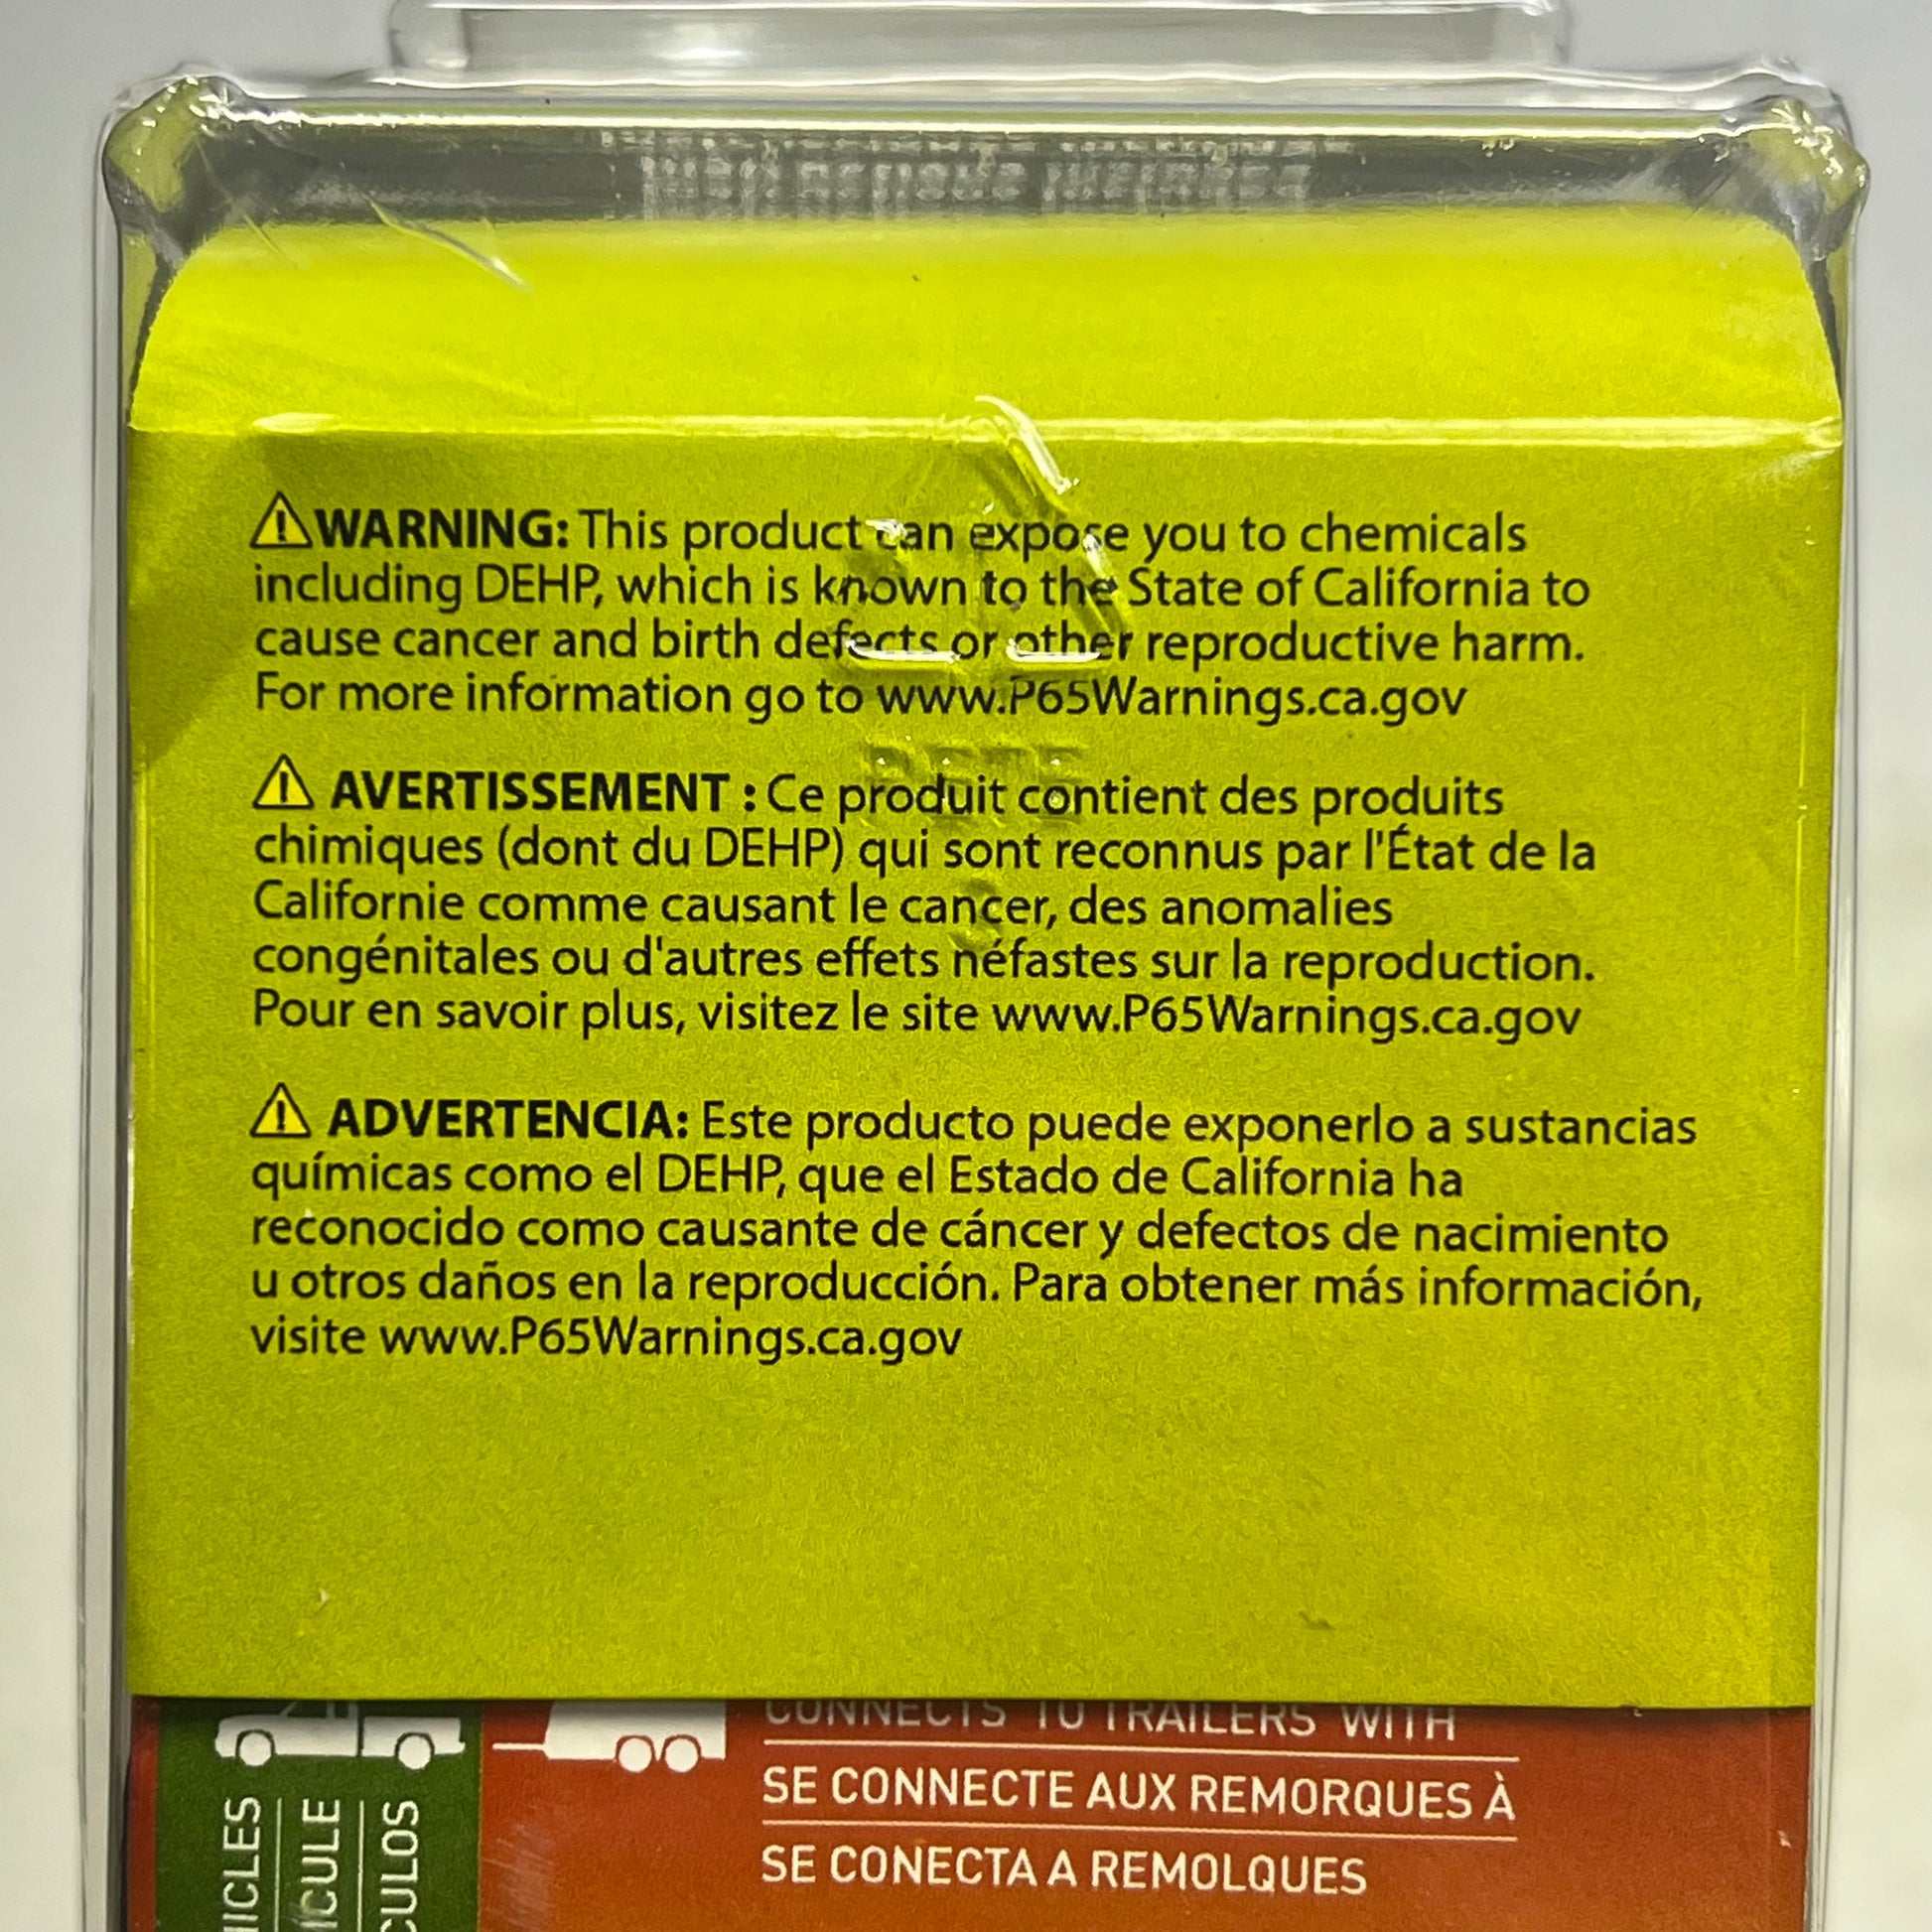 WARNING: This product can expose you to chemicals
including DEHP, which is known to the State of California to
cause cancer and birth defects or other reproductive harm.
For more information go to www.P65Warnings.ca.gov
PETE
AVERTISSEMENT : Ce produit contient des produits
chimiques (dont du DEHP) qui sont reconnus par l'État de la
Californie comme causant le cancer, des anomalies
congénitales ou d'autres effets néfastes sur la reproduction.
Pour en savoir plus, visitez le site www.P65Warnings.ca.gov
ADVERTENCIA: Este producto puede exponerlo a sustancias
químicas como el DEHP, que el Estado de California ha
reconocido como causante de cáncer y defectos de nacimiento
u otros daños en la reproducción. Para obtener más información,
visite www.P65Warnings.ca.gov
CONNECTS TO TRAILERS WITH
SE CONNECTE AUX REMORQUES À
SE CONECTA A REMOLQUES